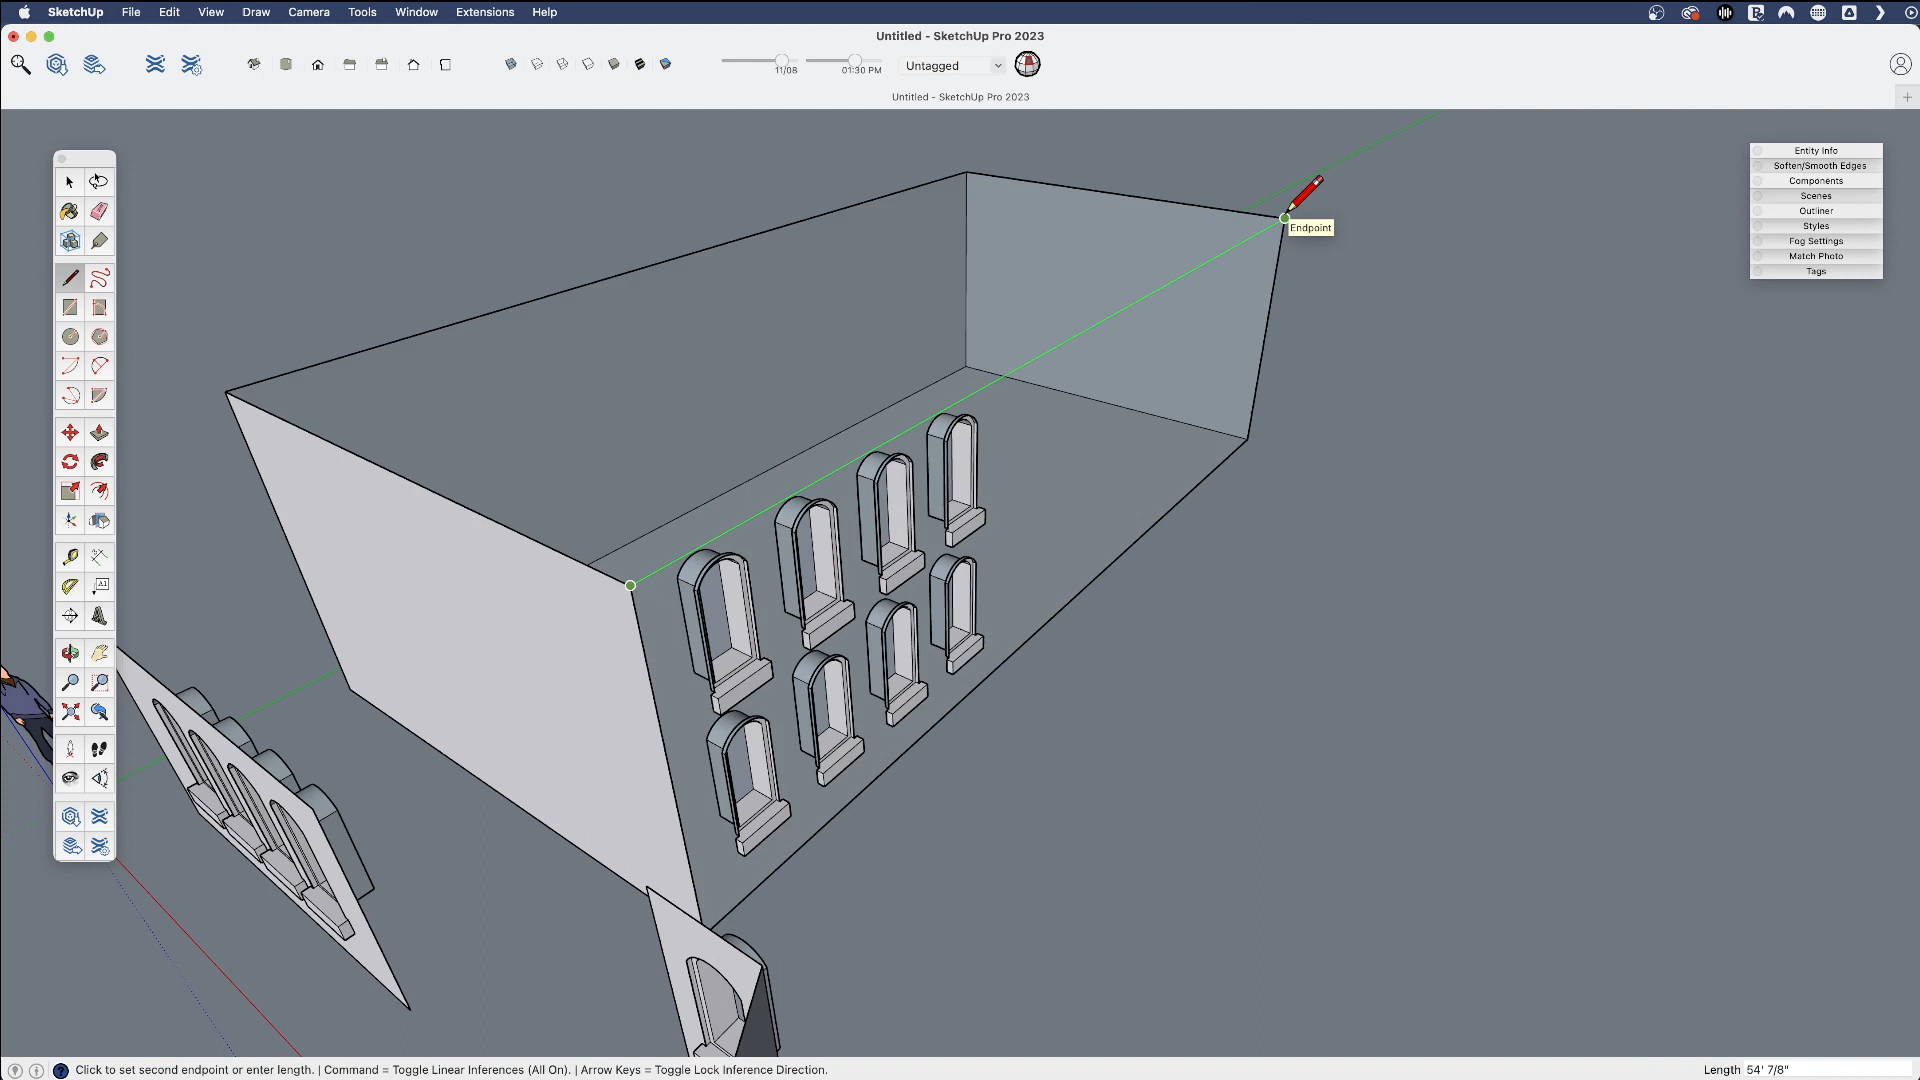 SketchUp File Edit View Draw Camera Tools Window Extensions Help
Untitled - SketchUp Pro 2023
11/08
01:30 PM
Untagged
Untitled - SketchUp Pro 2023
Entity Info
Soften/Smooth Edges
Components
Scenes
Outliner
Styles
Fog Settings
Match Photo
Tags
Endpoint
A1
Click to set second endpoint or enter length. | Command = Toggle Linear Inferences (All On). | Arrow Keys = Toggle Lock Inference Direction.
Length 54' 7/8"